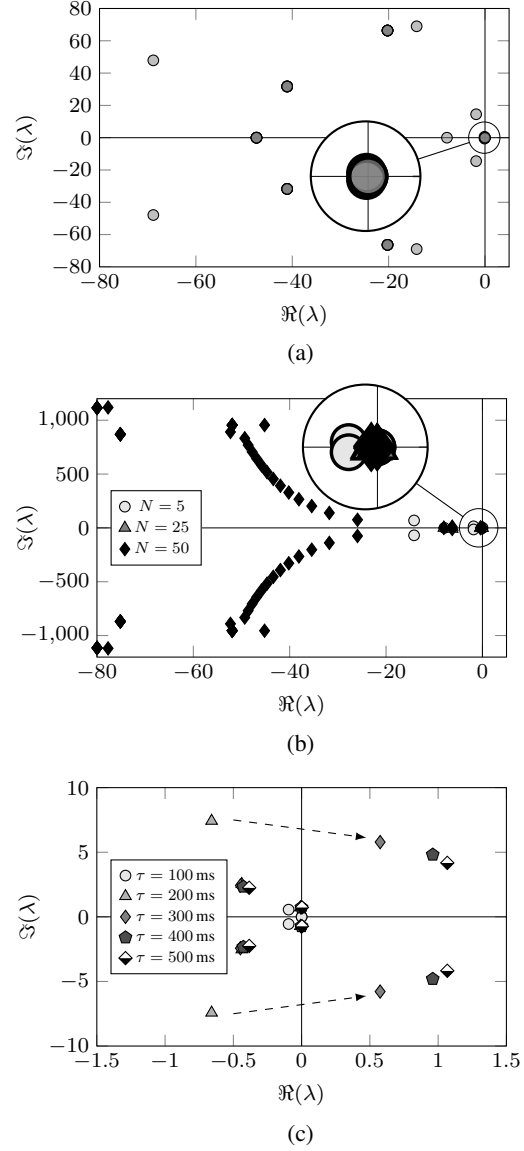 80
60
40
20
0
−20
−40
−60
−80
ℑ(λ)
−80 −60 −40 −20 0
ℜ(λ)
(a)
1,000
500
0
−500
−1,000
ℑ(λ)
N = 5
N = 25
N = 50
−80 −60 −40 −20 0
ℜ(λ)
(b)
10
5
0
−5
−10
ℑ(λ)
τ = 100 ms
τ = 200 ms
τ = 300 ms
τ = 400 ms
τ = 500 ms
−1.5 −1 −0.5 0 0.5 1 1.5
ℜ(λ)
(c)